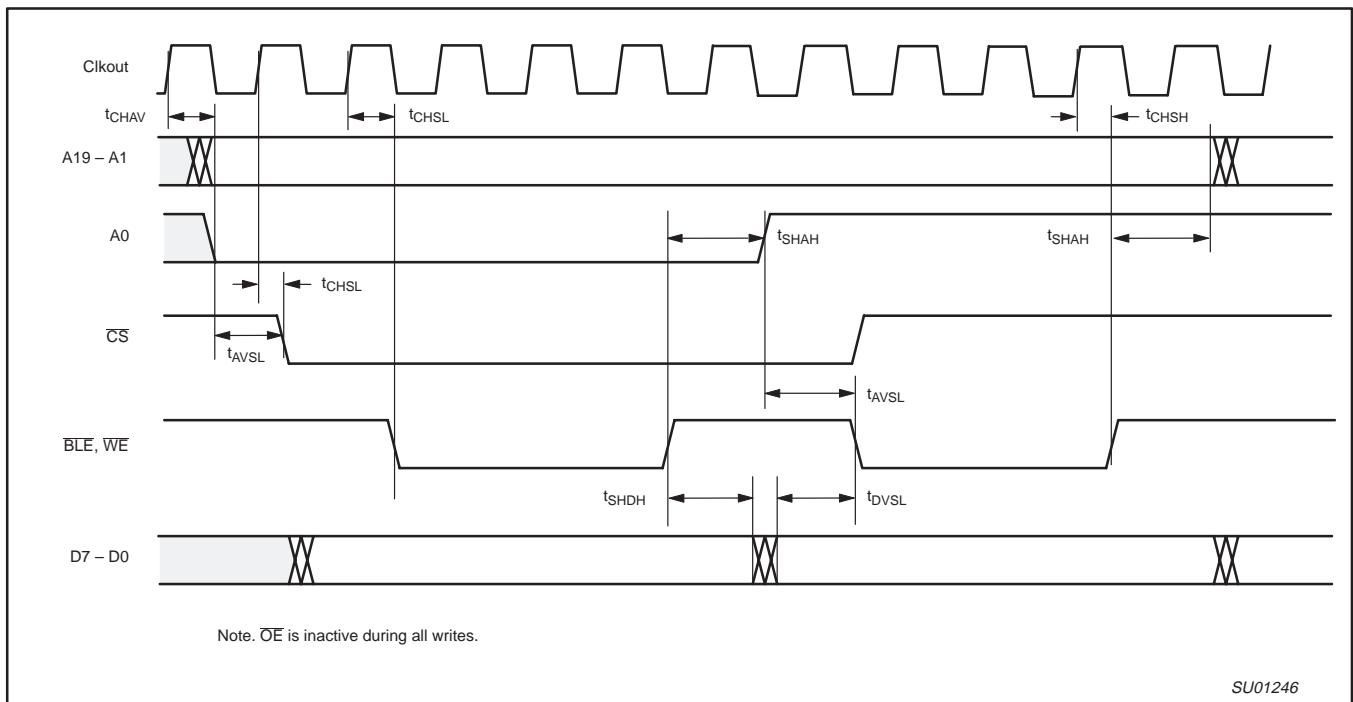 Clkout
tCHAV
tCHSL
tCHSH
A19 – A1
A0
tSHAH
tSHAH
tCHSL
CS
tAVSL
tAVSL
BLE, WE
tSHDH
tDVSL
D7 – D0
Note. OE is inactive during all writes.
SU01246